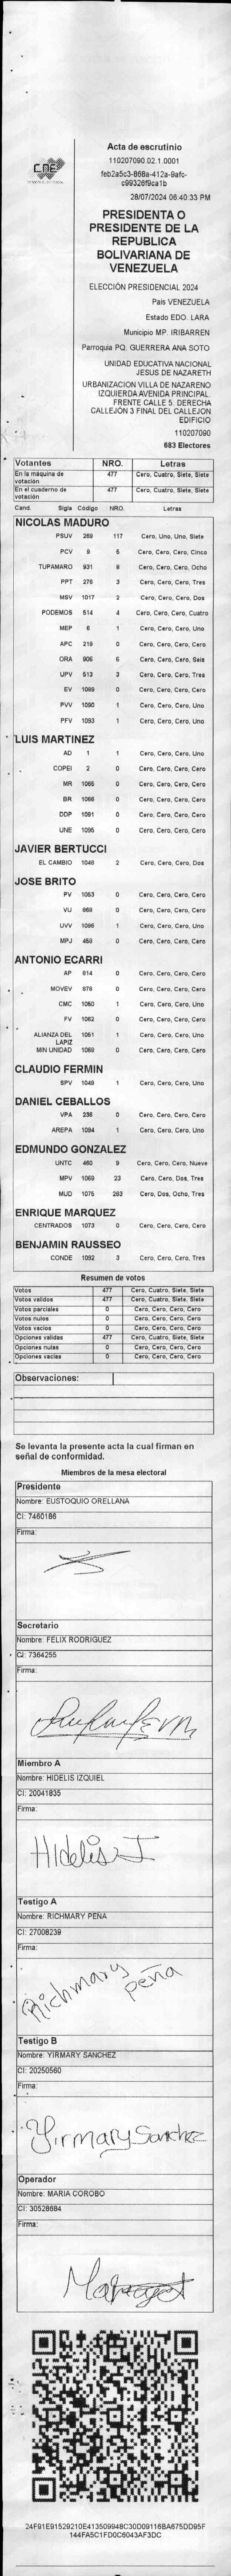 CNE
Acta de escrutinio
110207090.02.1.0001
feb2a5c3-868a-412a-9afc-
c99326f9ca1b
28/07/2024 06:40:33 PM
PRESIDENTA O
PRESIDENTE DE LA
REPUBLICA
BOLIVARIANA DE
VENEZUELA
ELECCIÓN PRESIDENCIAL 2024
País VENEZUELA
Estado EDO. LARA
Municipio MP. IRIBARREN
Parroquia PQ. GUERRERA ANA SOTO
UNIDAD EDUCATIVA NACIONAL
JESUS DE NAZARETH
URBANIZACION VILLA DE NAZARENO
IZQUIERDA AVENIDA PRINCIPAL.
FRENTE CALLE 5. DERECHA
CALLEJÓN 3 FINAL DEL CALLEJON
EDIFICIO
110207090
683 Electores
Votantes NRO. Letras
En la máquina de votación 477 Cero, Cuatro, Siete, Siete
En el cuaderno de votación 477 Cero, Cuatro, Siete, Siete
Cand. Sigla Código NRO. Letras
NICOLAS MADURO
PSUV 269 117 Cero, Uno, Uno, Siete
PCV 9 5 Cero, Cero, Cero, Cinco
TUPAMARO 931 8 Cero, Cero, Cero, Ocho
PPT 276 3 Cero, Cero, Cero, Tres
MSV 1017 2 Cero, Cero, Cero, Dos
PODEMOS 514 4 Cero, Cero, Cero, Cuatro
MEP 6 1 Cero, Cero, Cero, Uno
APC 219 0 Cero, Cero, Cero, Cero
ORA 906 6 Cero, Cero, Cero, Seis
UPV 513 3 Cero, Cero, Cero, Tres
EV 1089 0 Cero, Cero, Cero, Cero
PVV 1090 1 Cero, Cero, Cero, Uno
PFV 1093 1 Cero, Cero, Cero, Uno
LUIS MARTINEZ
AD 1 1 Cero, Cero, Cero, Uno
COPEI 2 0 Cero, Cero, Cero, Cero
MR 1065 0 Cero, Cero, Cero, Cero
BR 1066 0 Cero, Cero, Cero, Cero
DDP 1091 0 Cero, Cero, Cero, Cero
UNE 1095 0 Cero, Cero, Cero, Cero
JAVIER BERTUCCI
EL CAMBIO 1048 2 Cero, Cero, Cero, Dos
JOSE BRITO
PV 1053 0 Cero, Cero, Cero, Cero
VU 868 0 Cero, Cero, Cero, Cero
UVV 1096 1 Cero, Cero, Cero, Uno
MPJ 458 0 Cero, Cero, Cero, Cero
ANTONIO ECARRI
AP 814 0 Cero, Cero, Cero, Cero
MOVEV 878 0 Cero, Cero, Cero, Cero
CMC 1050 1 Cero, Cero, Cero, Uno
FV 1062 0 Cero, Cero, Cero, Cero
ALIANZA DEL LAPIZ 1051 1 Cero, Cero, Cero, Uno
MIN UNIDAD 1069 0 Cero, Cero, Cero, Cero
CLAUDIO FERMIN
SPV 1049 1 Cero, Cero, Cero, Uno
DANIEL CEBALLOS
VPA 236 0 Cero, Cero, Cero, Cero
AREPA 1094 1 Cero, Cero, Cero, Uno
EDMUNDO GONZALEZ
UNTC 460 9 Cero, Cero, Cero, Nueve
MPV 1069 23 Cero, Cero, Dos, Tres
MUD 1075 283 Cero, Dos, Ocho, Tres
ENRIQUE MARQUEZ
CENTRADOS 1073 0 Cero, Cero, Cero, Cero
BENJAMIN RAUSSEO
CONDE 1092 3 Cero, Cero, Cero, Tres
Resumen de votos
Votos 477 Cero, Cuatro, Siete, Siete
Votos validos 477 Cero, Cuatro, Siete, Siete
Votos parciales 0 Cero, Cero, Cero, Cero
Votos nulos 0 Cero, Cero, Cero, Cero
Votos vacios 0 Cero, Cero, Cero, Cero
Opciones validas 477 Cero, Cuatro, Siete, Siete
Opciones nulas 0 Cero, Cero, Cero, Cero
Opciones vacias 0 Cero, Cero, Cero, Cero
Observaciones:
Se levanta la presente acta la cual firman en
señal de conformidad.
Miembros de la mesa electoral
Presidente
Nombre: EUSTOQUIO ORELLANA
CI: 7460186
Firma:
Secretario
Nombre: FELIX RODRIGUEZ
CI: 7364255
Firma:
Miembro A
Nombre: HIDELIS IZQUIEL
CI: 20041835
Firma:
Hidelis I
Testigo A
Nombre: RICHMARY PEÑA
CI: 27008239
Firma:
Richmary peña
Testigo B
Nombre: YIRMARY SANCHEZ
CI: 20250560
Firma:
Yirmary Sanchez
Operador
Nombre: MARIA COROBO
CI: 30528684
Firma:
24F91E91529210E413509948C30D09116BA675DD95F
144FA5C1FD0C6043AF3DC